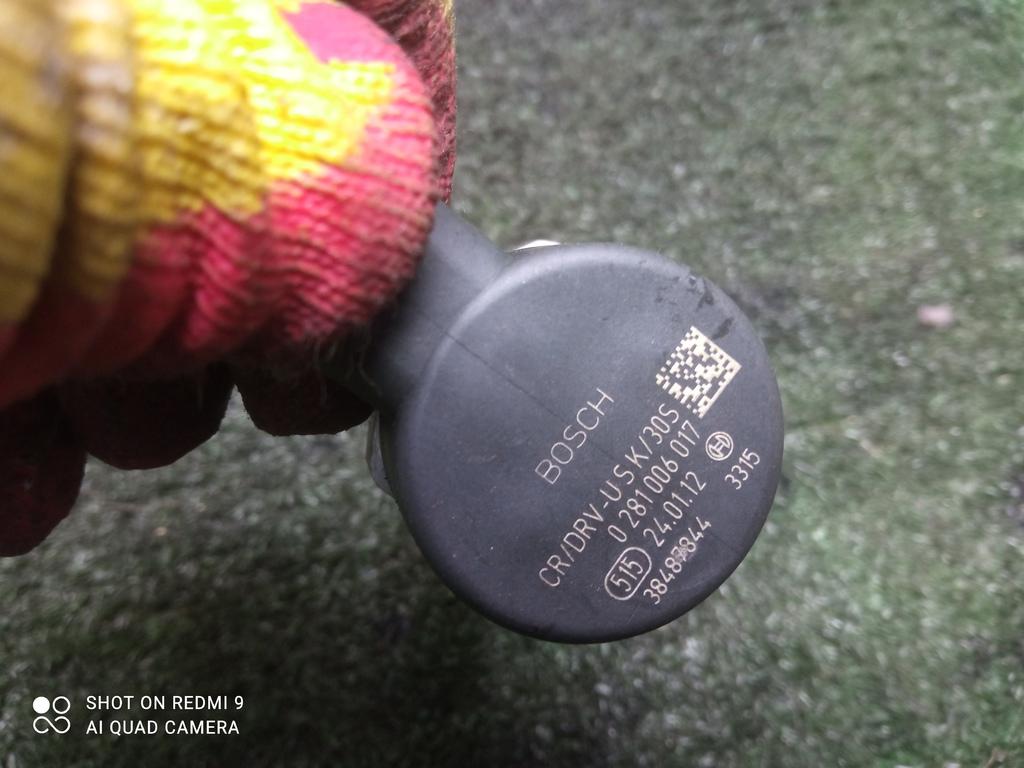 BOSCH
CR/DRV-USK/30S
0 281 006 017
515 24.01.12
3315
SHOT ON REDMI 9
AI QUAD CAMERA